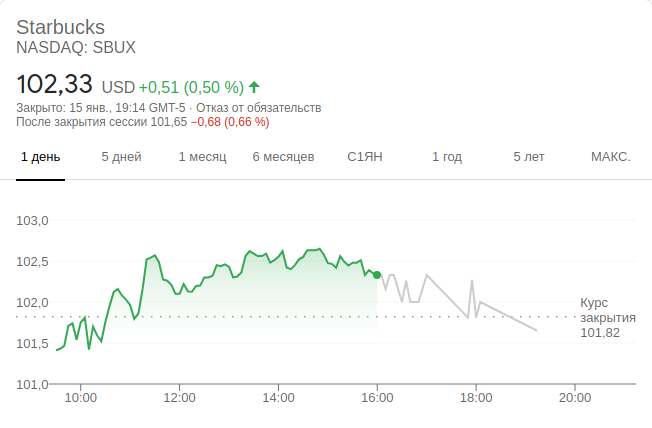 Starbucks
NASDAQ: SBUX
102,33 USD +0,51 (0,50 %)
Закрыто: 15 янв., 19:14 GMT-5 · Отказ от обязательств
После закрытия сессии 101,65 −0,68 (0,66 %)
1 день 5 дней 1 месяц 6 месяцев С1ЯН 1 год 5 лет МАКС.
103,0
102,5
102,0
101,5
101,0
Курс
закрытия
101,82
10:00 12:00 14:00 16:00 18:00 20:00